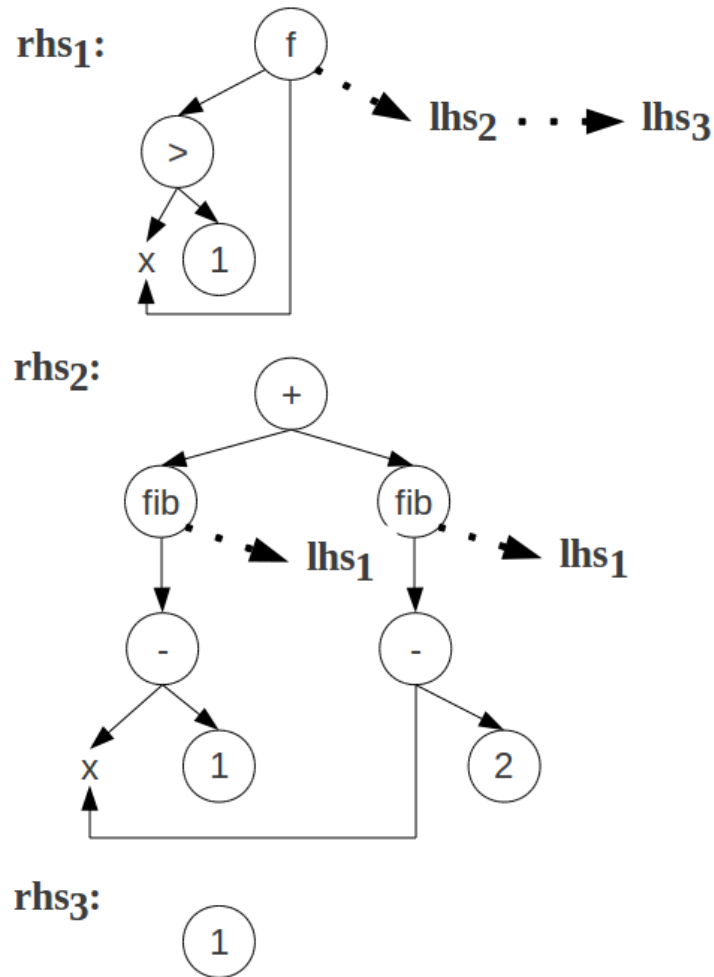 rhs1: f
lhs2 lhs3
>
x 1
rhs2:
+
fib fib
lhs1 lhs1
- -
x 1 2
rhs3:
1